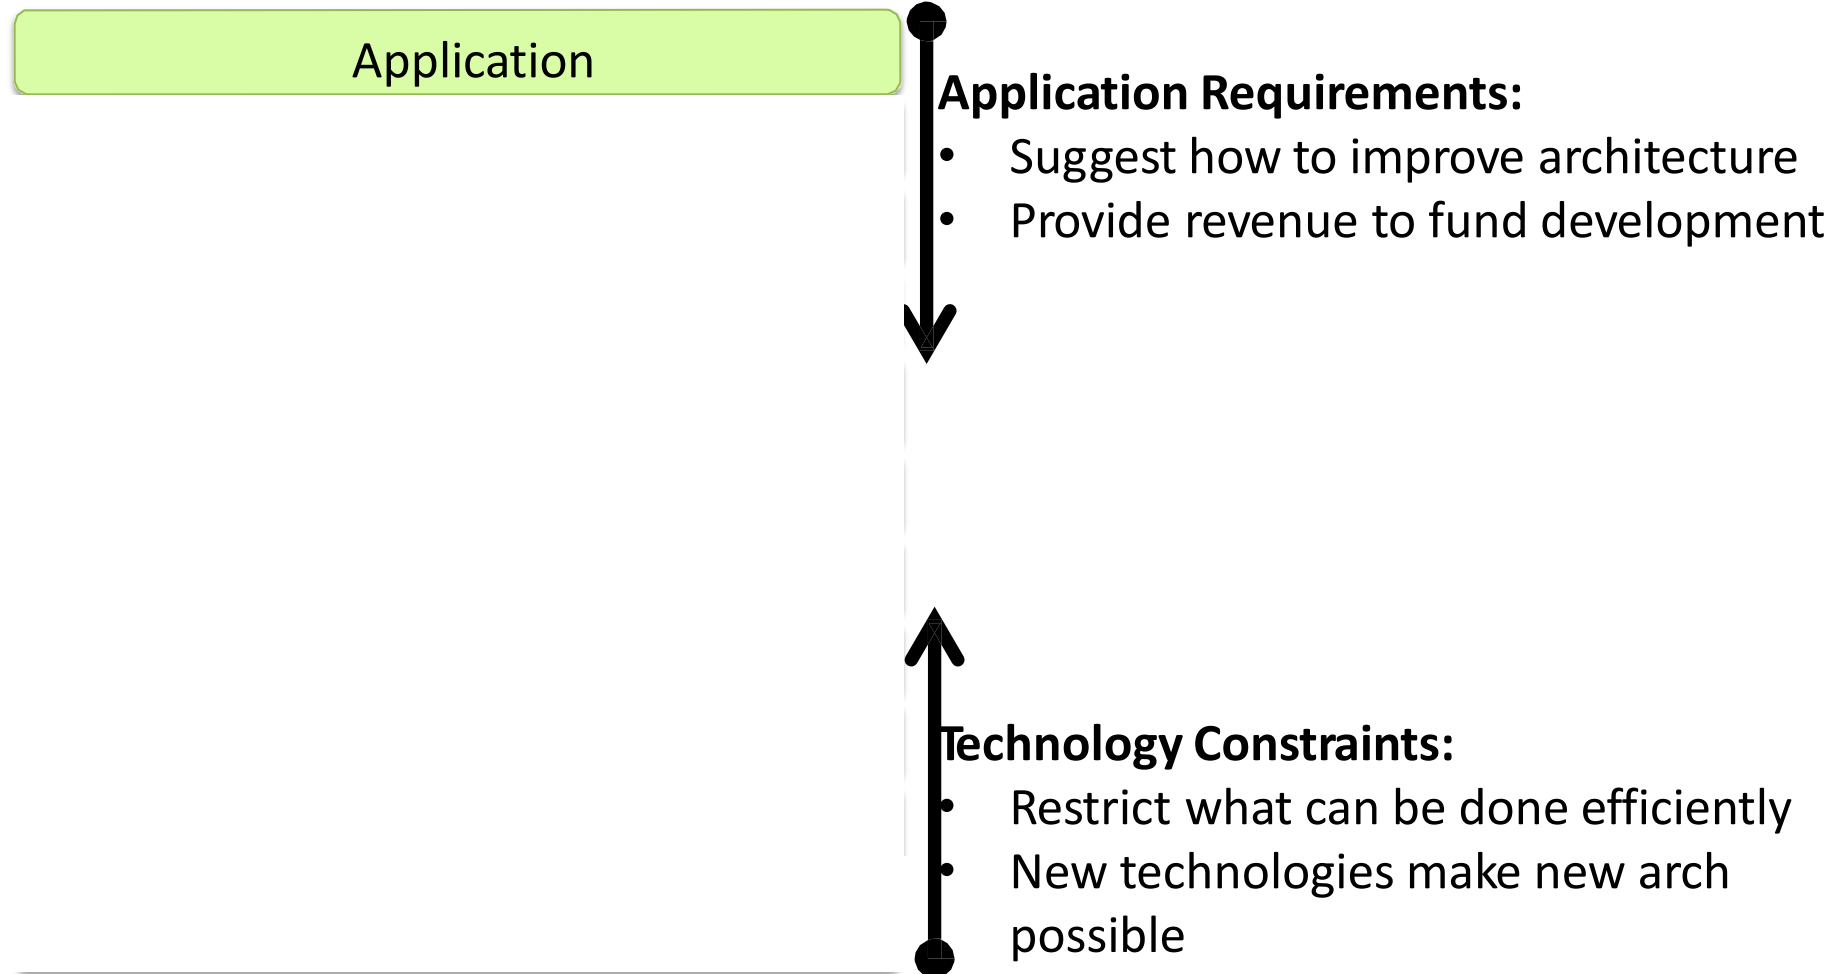 Application
Application Requirements:
• Suggest how to improve architecture
• Provide revenue to fund development
Technology Constraints:
• Restrict what can be done efficiently
• New technologies make new arch
possible